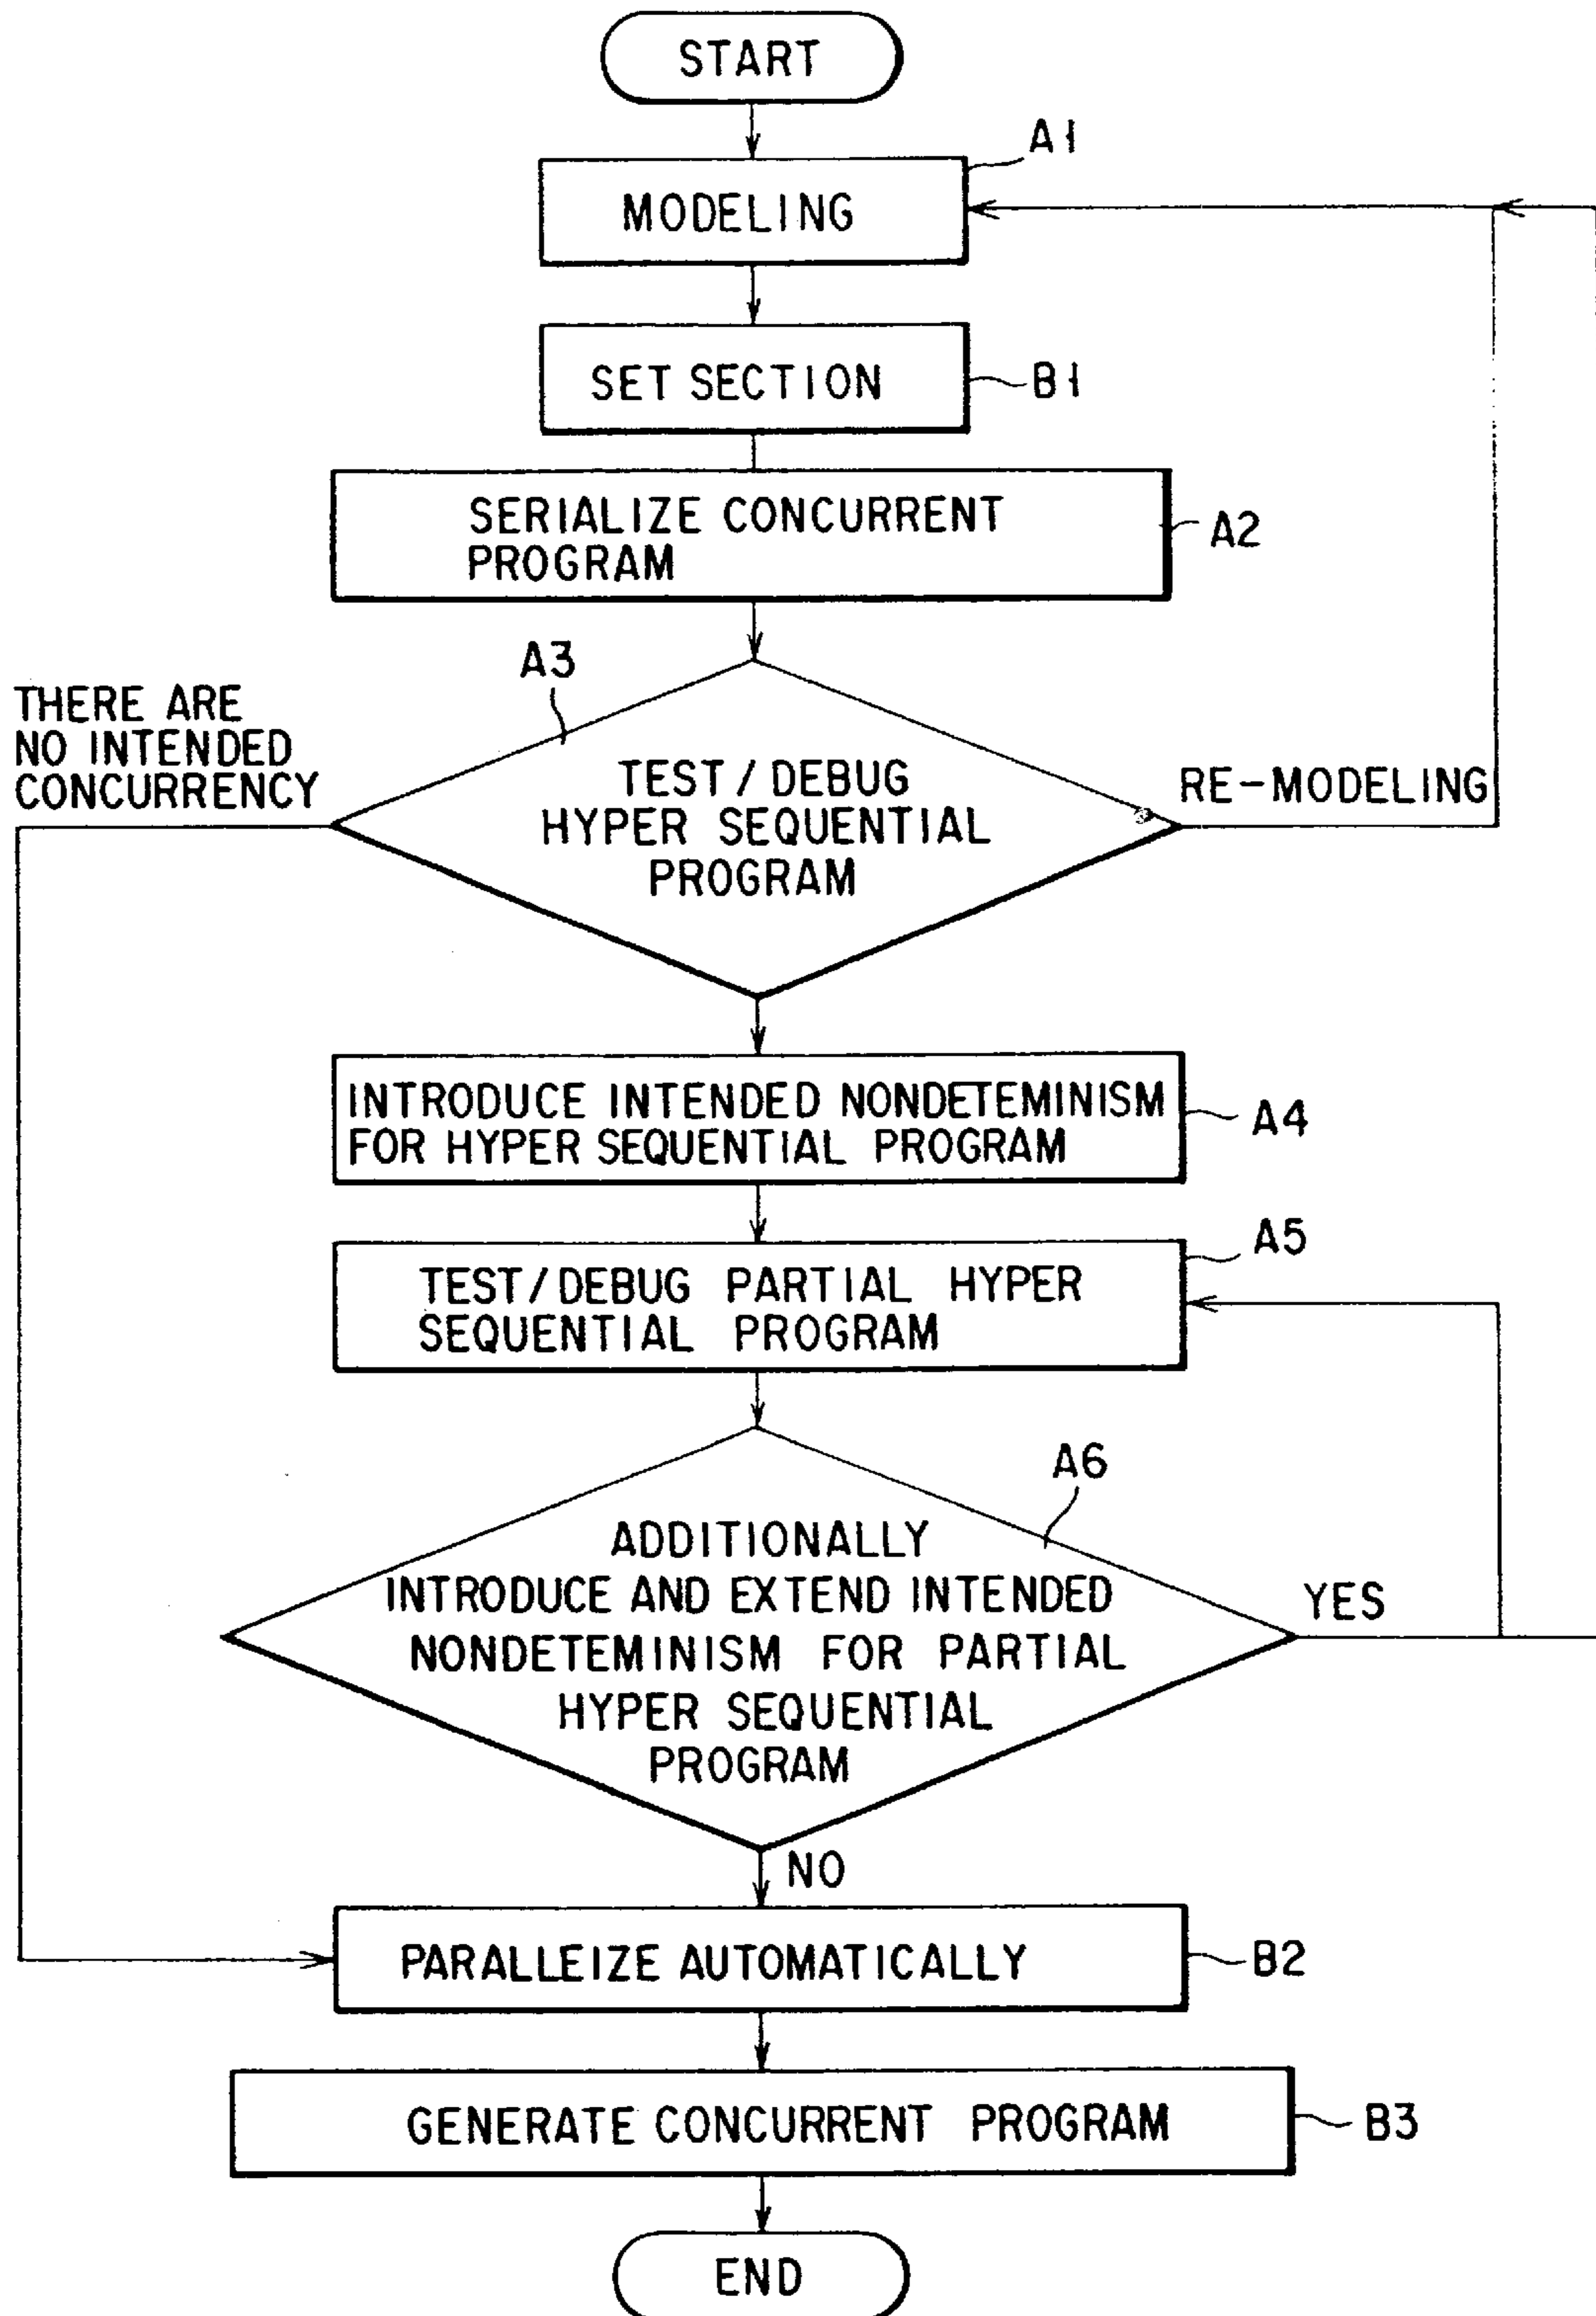 START
A1
MODELING
SET SECTION
B1
SERIALIZE CONCURRENT
PROGRAM
A2
A3
THERE ARE
NO INTENDED
CONCURRENCY
TEST/DEBUG
HYPER SEQUENTIAL
PROGRAM
RE-MODELING
INTRODUCE INTENDED NONDETEMINISM
FOR HYPER SEQUENTIAL PROGRAM
A4
A5
TEST/DEBUG PARTIAL HYPER
SEQUENTIAL PROGRAM
A6
ADDITIONALLY
INTRODUCE AND EXTEND INTENDED
NONDETEMINISM FOR PARTIAL
HYPER SEQUENTIAL
PROGRAM
YES
NO
PARALLEIZE AUTOMATICALLY
B2
GENERATE CONCURRENT PROGRAM
B3
END